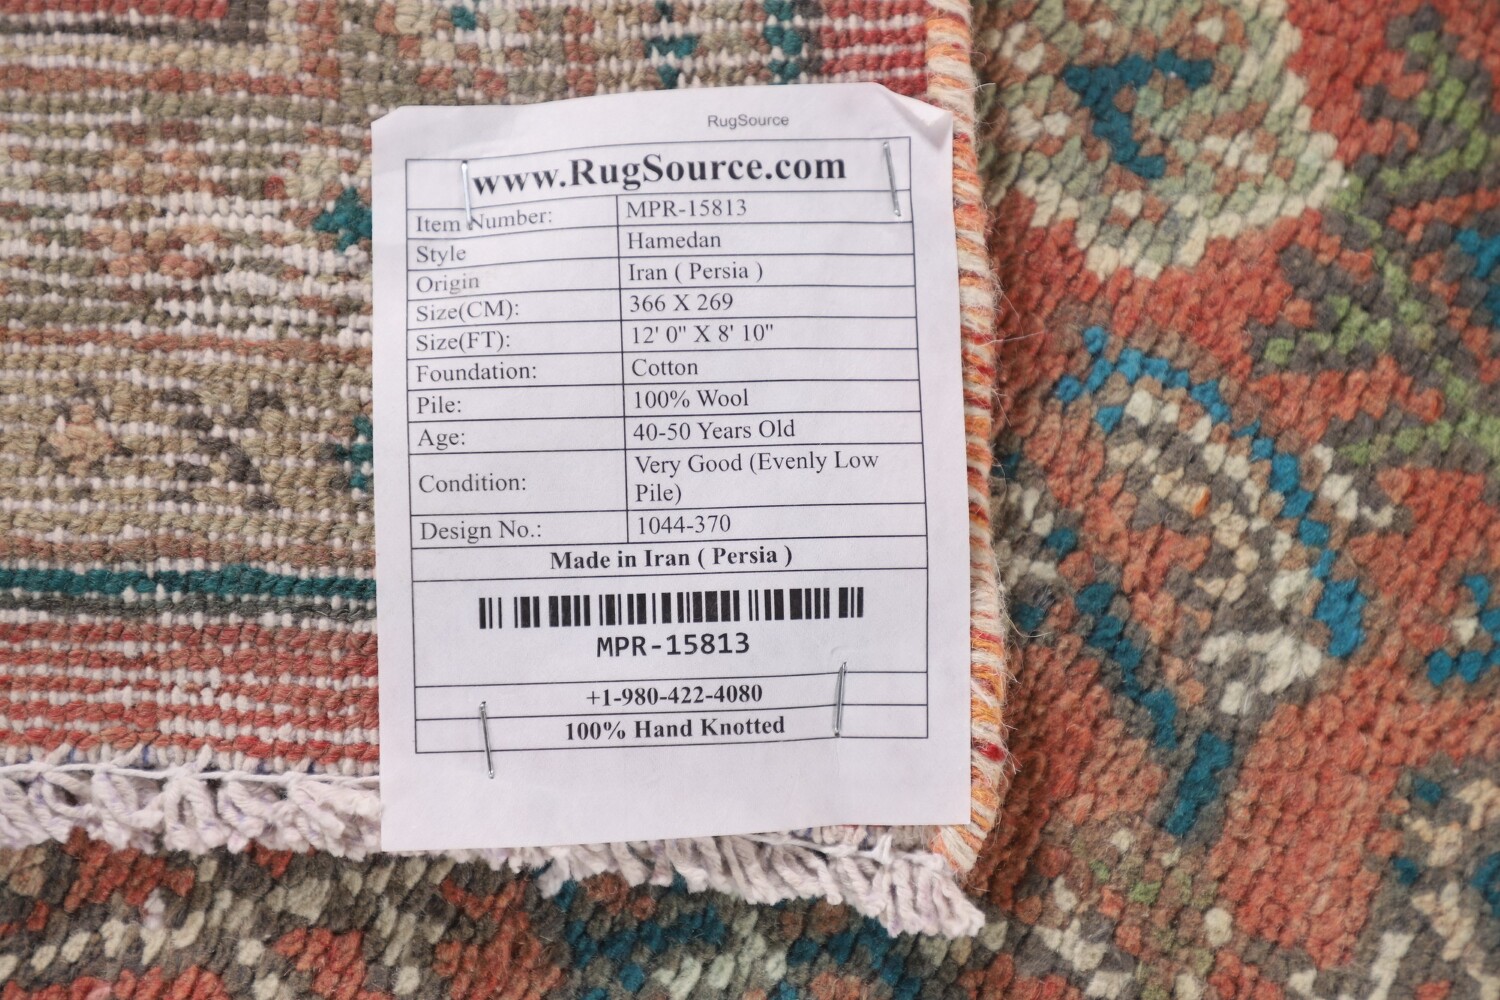 RugSource
www.RugSource.com
Item Number: MPR-15813
Style Hamedan
Origin Iran ( Persia )
Size(CM): 366 X 269
Size(FT): 12' 0" X 8' 10"
Foundation: Cotton
Pile: 100% Wool
Age: 40-50 Years Old
Condition: Very Good (Evenly Low
Pile)
Design No.: 1044-370
Made in Iran ( Persia )
MPR-15813
+1-980-422-4080
100% Hand Knotted